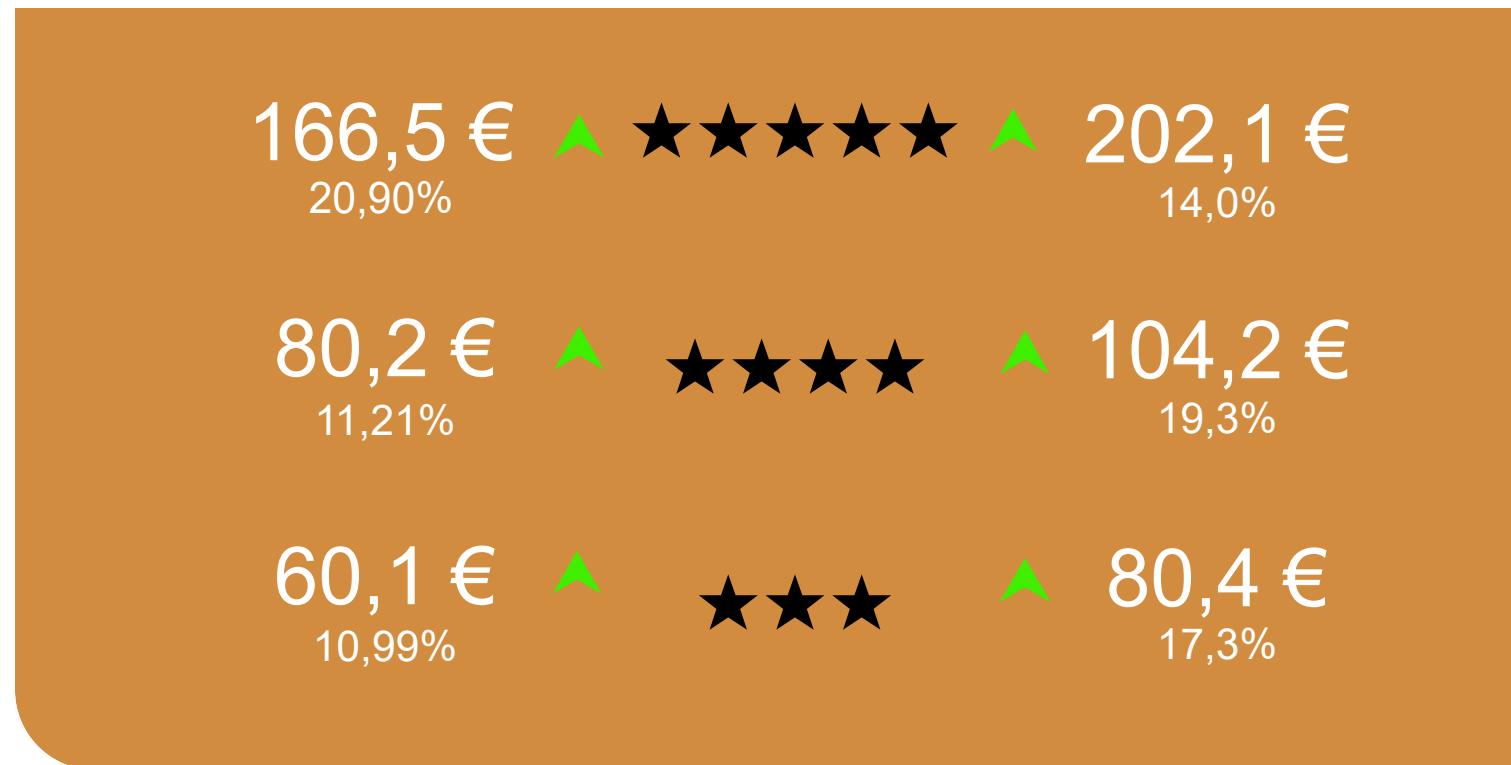 166,5 € ★★★★★ 202,1 €
20,90% 14,0%
80,2 € ★★★★ 104,2 €
11,21% 19,3%
60,1 € ★★★ 80,4 €
10,99% 17,3%